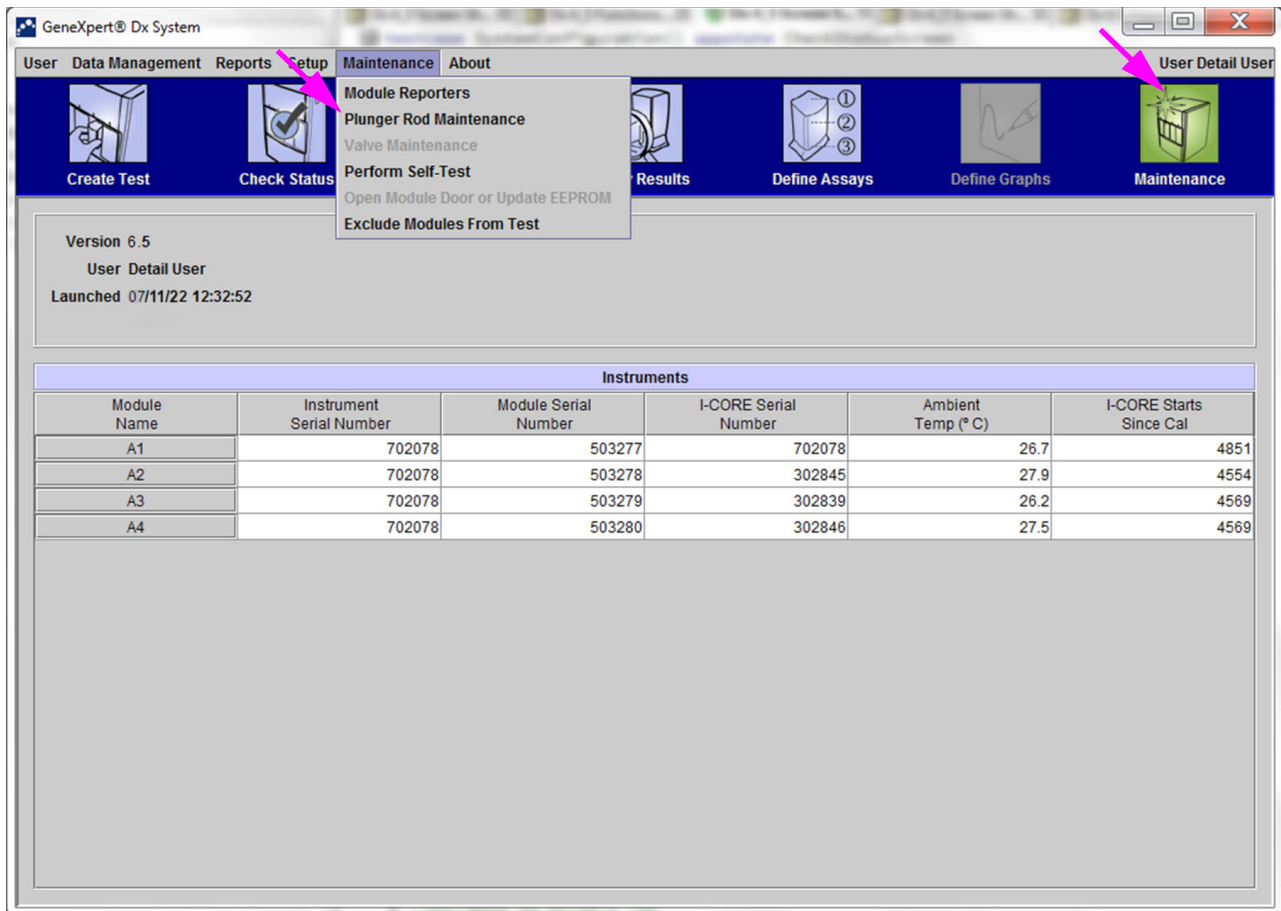 GeneXpert® Dx System
User Data Management Reports Setup Maintenance About User Detail User
Module Reporters
Plunger Rod Maintenance
Valve Maintenance
Perform Self-Test
Open Module Door or Update EEPROM
Exclude Modules From Test
Create Test Check Status Results Define Assays Define Graphs Maintenance
Version 6.5
User Detail User
Launched 07/11/22 12:32:52
Instruments
Module Name Instrument Serial Number Module Serial Number I-CORE Serial Number Ambient Temp (° C) I-CORE Starts Since Cal
A1 702078 503277 702078 26.7 4851
A2 702078 503278 302845 27.9 4554
A3 702078 503279 302839 26.2 4569
A4 702078 503280 302846 27.5 4569